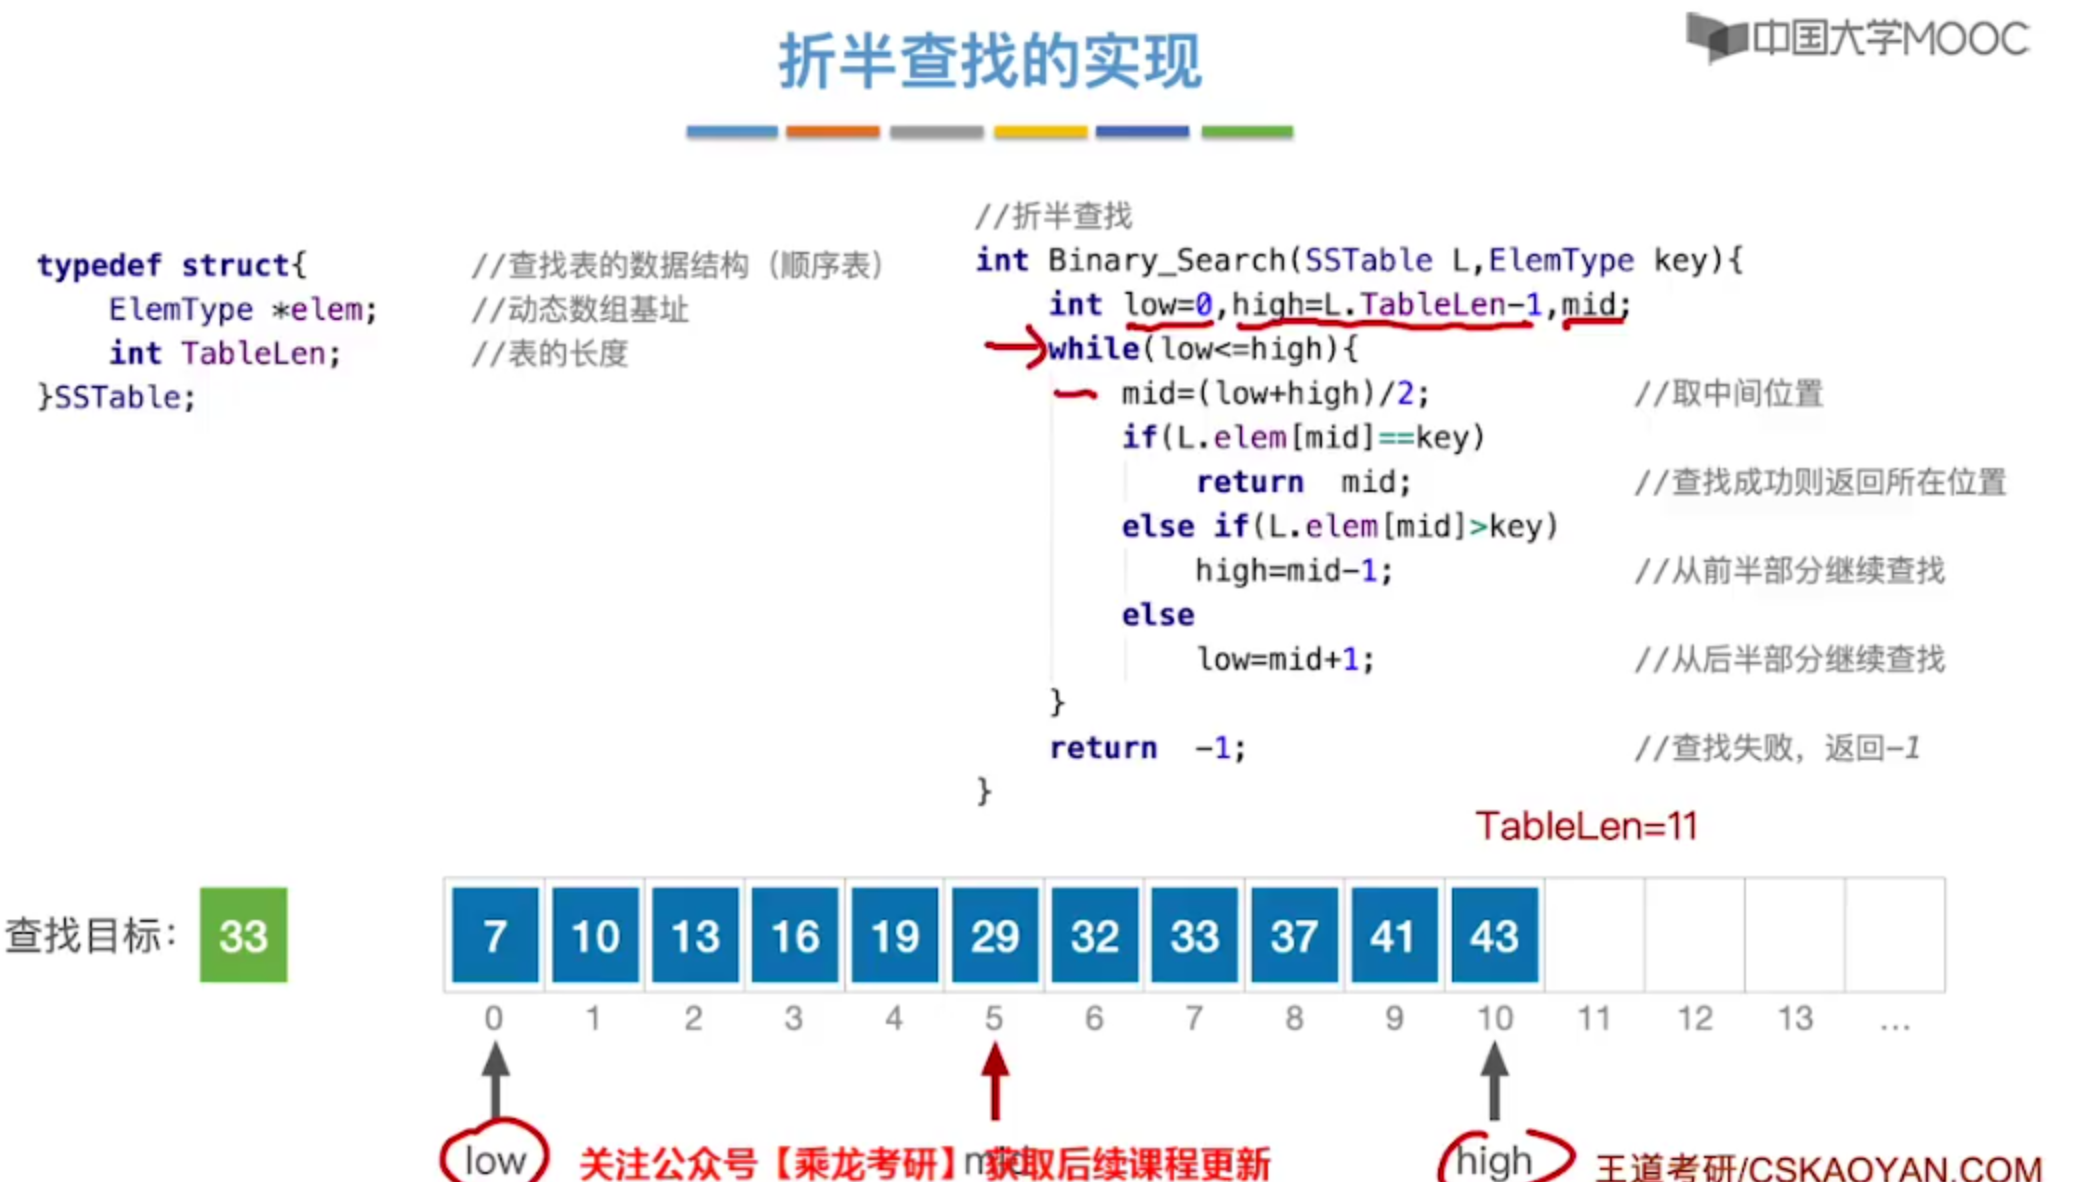 折半查找的实现
中国大学MOOC
typedef struct{ //查找表的数据结构（顺序表）
ElemType *elem; //动态数组基址
int TableLen; //表的长度
}SSTable;
//折半查找
int Binary_Search(SSTable L,ElemType key){
int low=0,high=L.TableLen-1,mid;
while(low<=high){
mid=(low+high)/2; //取中间位置
if(L.elem[mid]==key)
return mid; //查找成功则返回所在位置
else if(L.elem[mid]>key)
high=mid-1; //从前半部分继续查找
else
low=mid+1; //从后半部分继续查找
}
return -1; //查找失败，返回-1
}
TableLen=11
查找目标： 33 7 10 13 16 19 29 32 33 37 41 43
0 1 2 3 4 5 6 7 8 9 10 11 12 13 ...
low mid high
关注公众号【乘龙考研】获取后续课程更新
王道考研/CSKAOYAN.COM